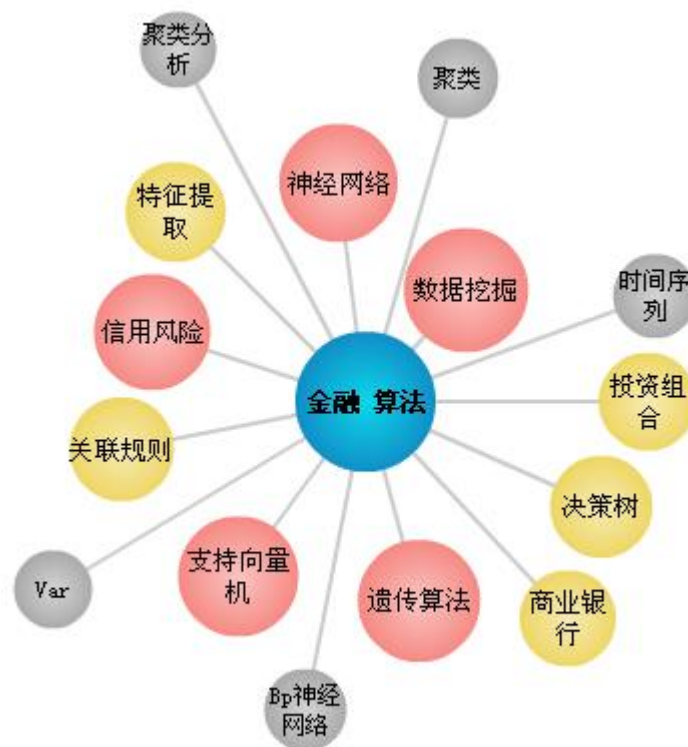 聚类分
析
聚类
神经网络
特征提
取
数据挖掘
时间序
列
信用风险
金融 算法
投资组
合
关联规则
决策树
支持向量
机
Var
遗传算法
商业银
行
Bp神经
网络